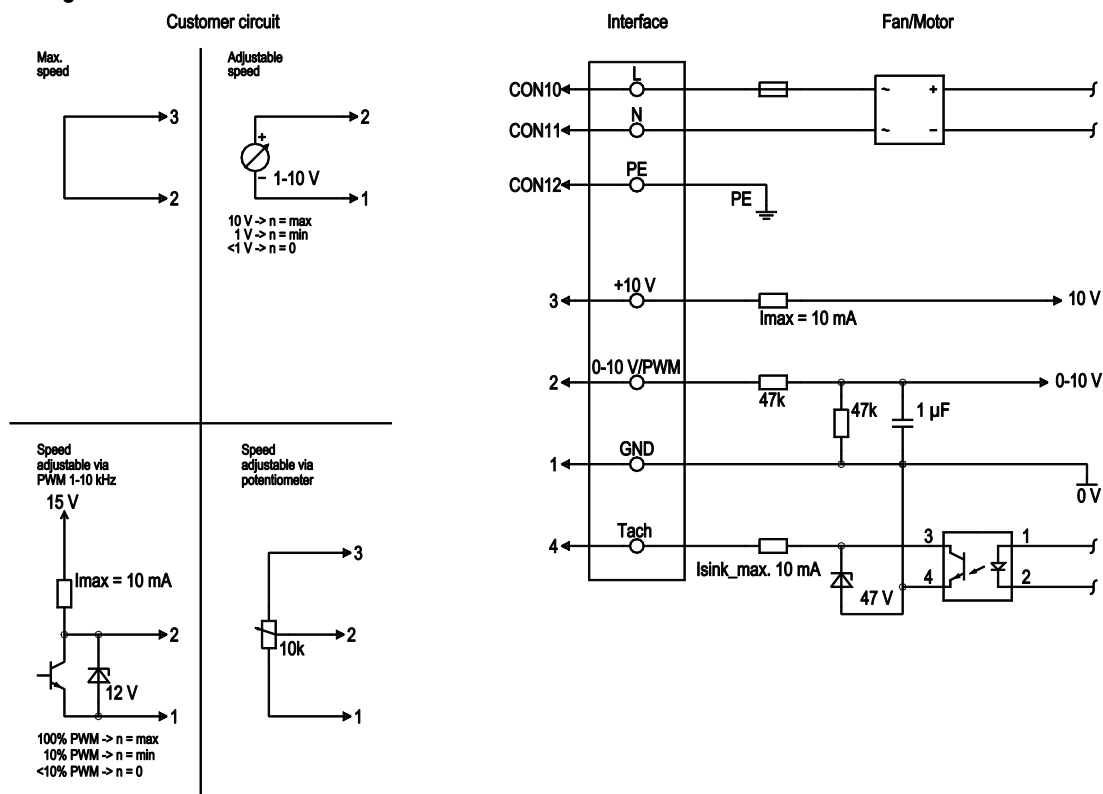 Customer circuit
Interface
Fan/Motor
Max.
speed
3
2
Adjustable
speed
2
+
1-10 V
−
1
10 V -> n = max
1 V -> n = min
<1 V -> n = 0
Speed
adjustable via
PWM 1-10 kHz
15 V
Imax = 10 mA
2
12 V
1
100% PWM -> n = max
10% PWM -> n = min
<10% PWM -> n = 0
Speed
adjustable via
potentiometer
3
2
10k
1
CON10 L ~ +
CON11 N ~ −
CON12 PE
PE
3 +10 V 10 V
Imax = 10 mA
2 0-10 V/PWM 0-10 V
47k 47k 1 µF
1 GND
0 V
4 Tach 3 1
Isink_max. 10 mA 4 2
47 V